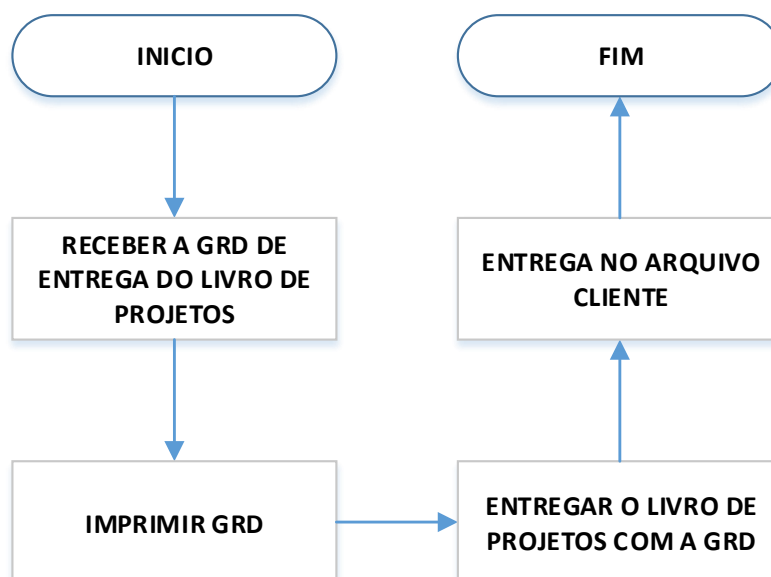 INICIO
RECEBER A GRD DE
ENTREGA DO LIVRO DE
PROJETOS
IMPRIMIR GRD
ENTREGAR O LIVRO DE
PROJETOS COM A GRD
ENTREGA NO ARQUIVO
CLIENTE
FIM